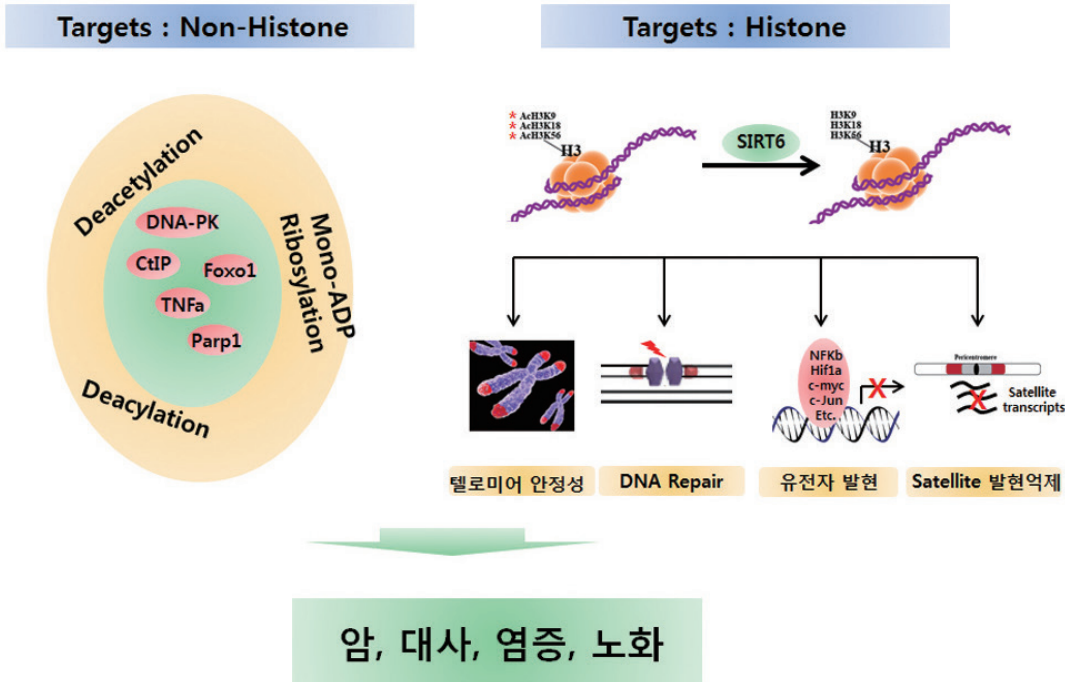 Targets : Non-Histone
Targets : Histone
Deacetylation
Mono-ADP
Ribosylation
Deacylation
DNA-PK
CtIP
Foxo1
TNFa
Parp1
* AcH3K9
* AcH3K18
* AcH3K56
H3
SIRT6
H3K9
H3K18
H3K56
H3
NFKb
Hif1a
c-myc
c-Jun
Etc.
X
Pericentromere
Satellite
transcripts
X
텔로미어 안정성
DNA Repair
유전자 발현
Satellite 발현억제
암, 대사, 염증, 노화